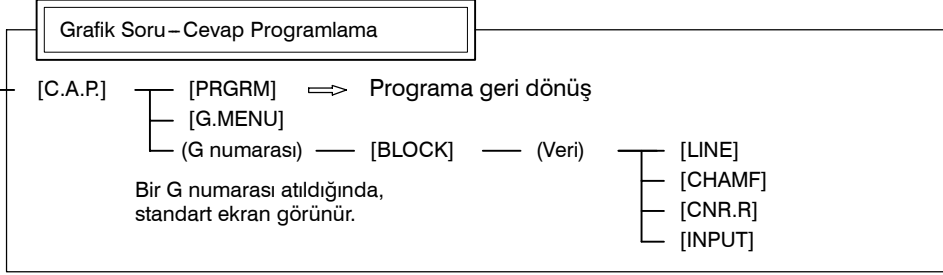 Grafik Soru-Cevap Programlama
[C.A.P.] [PRGRM] Programa geri dönüş
[G.MENU]
(G numarası) [BLOCK] (Veri) [LINE]
[CHAMF]
[CNR.R]
[INPUT]
Bir G numarası atıldığında,
standart ekran görünür.